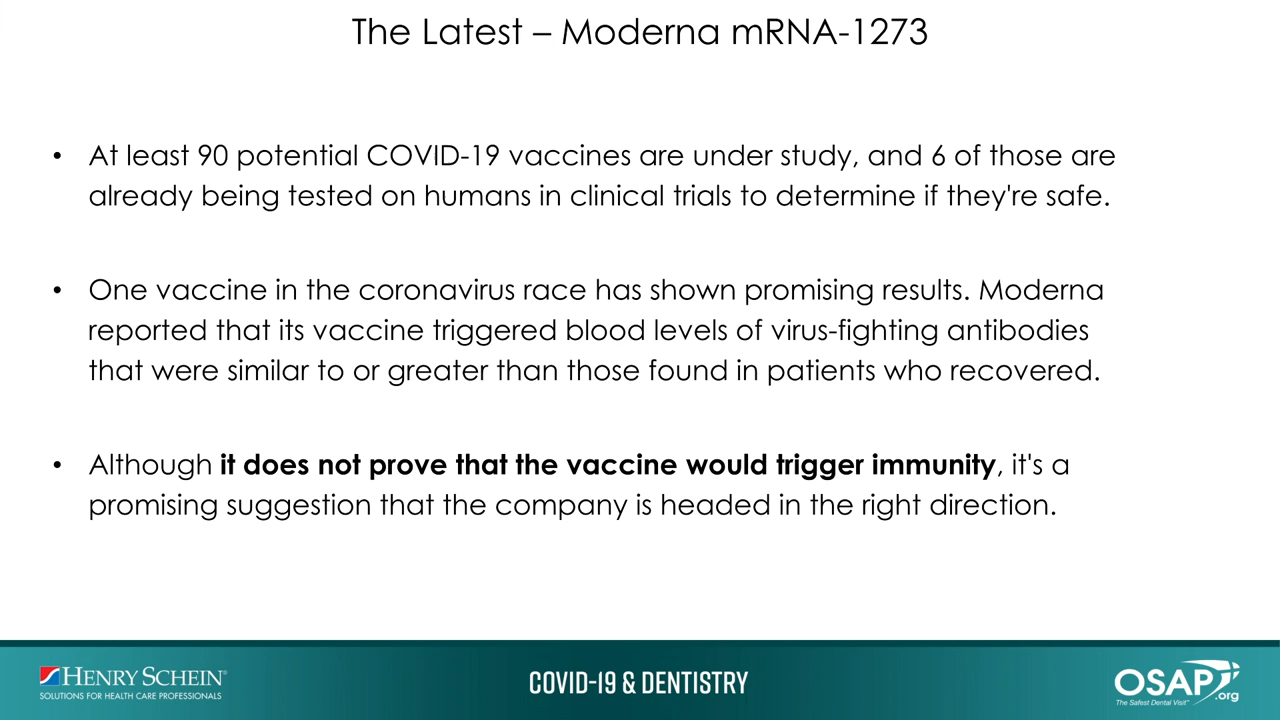 The Latest – Moderna mRNA-1273
• At least 90 potential COVID-19 vaccines are under study, and 6 of those are
already being tested on humans in clinical trials to determine if they're safe.
• One vaccine in the coronavirus race has shown promising results. Moderna
reported that its vaccine triggered blood levels of virus-fighting antibodies
that were similar to or greater than those found in patients who recovered.
• Although it does not prove that the vaccine would trigger immunity, it's a
promising suggestion that the company is headed in the right direction.
HENRY SCHEIN®
SOLUTIONS FOR HEALTH CARE PROFESSIONALS
COVID-19 & DENTISTRY
OSAP.org
The Safest Dental Visit™